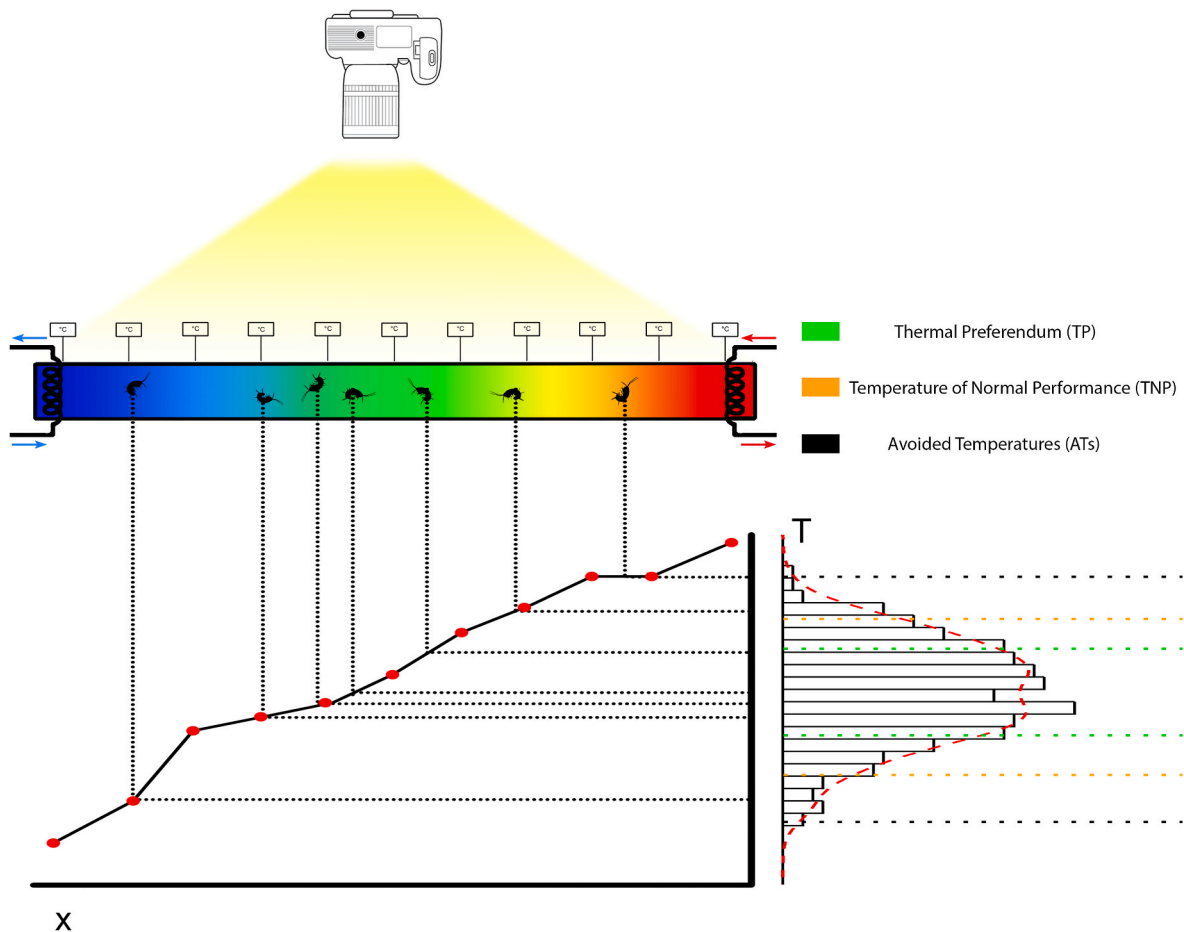 °C °C °C °C °C °C °C °C °C °C °C
Thermal Preferendum (TP)
Temperature of Normal Performance (TNP)
Avoided Temperatures (ATs)
T
X